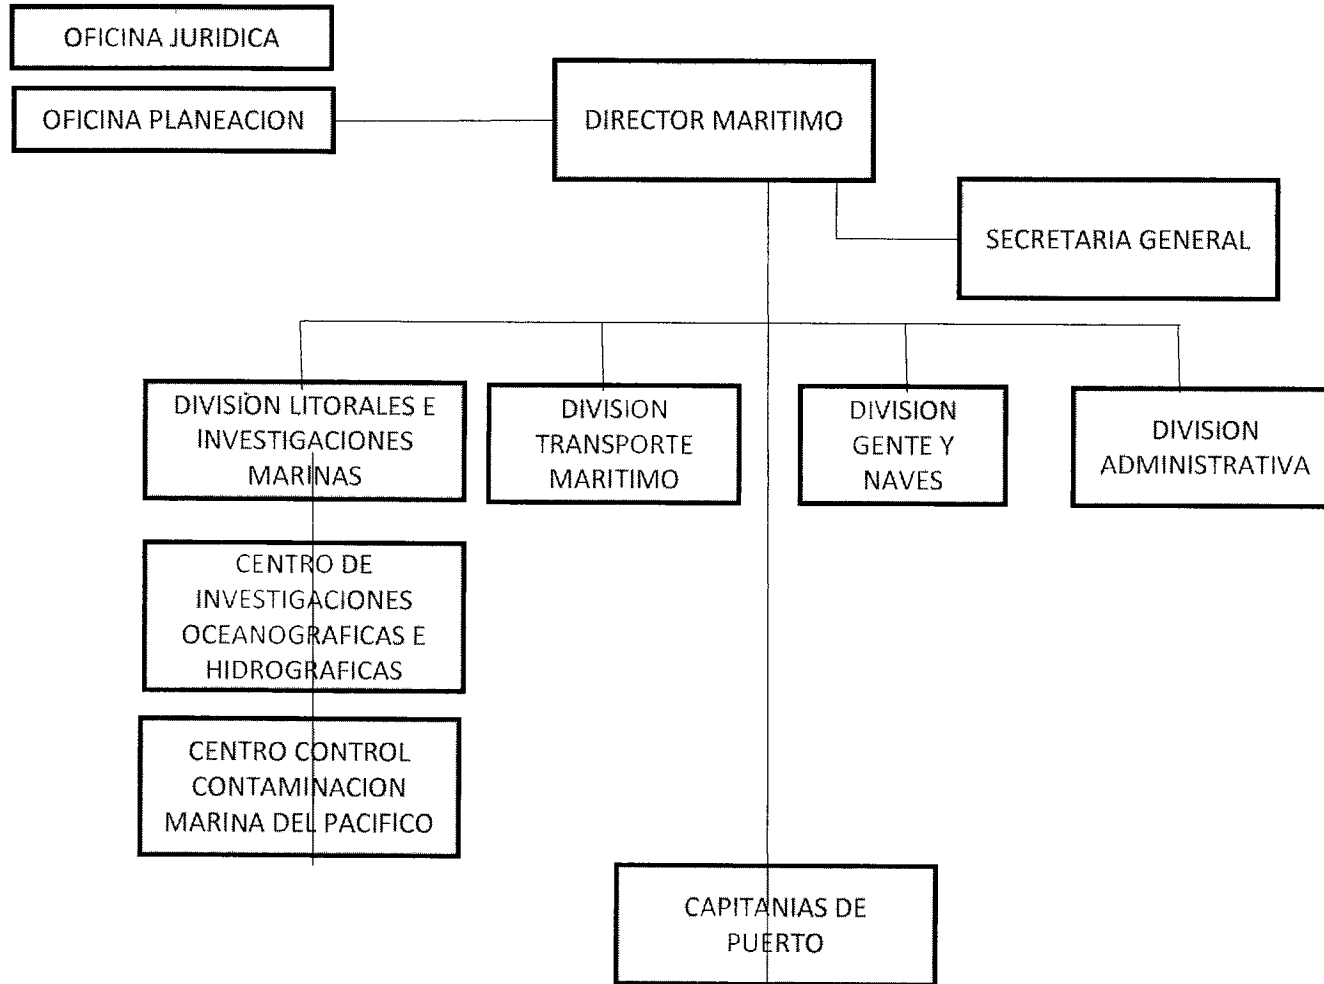 OFICINA JURIDICA
OFICINA PLANEACION
DIRECTOR MARITIMO
SECRETARIA GENERAL
DIVISION LITORALES E
INVESTIGACIONES
MARINAS
DIVISION
TRANSPORTE
MARITIMO
DIVISION
GENTE Y
NAVES
DIVISION
ADMINISTRATIVA
CENTRO DE
INVESTIGACIONES
OCEANOGRAFICAS E
HIDROGRAFICAS
CENTRO CONTROL
CONTAMINACION
MARINA DEL PACIFICO
CAPITANIAS DE
PUERTO